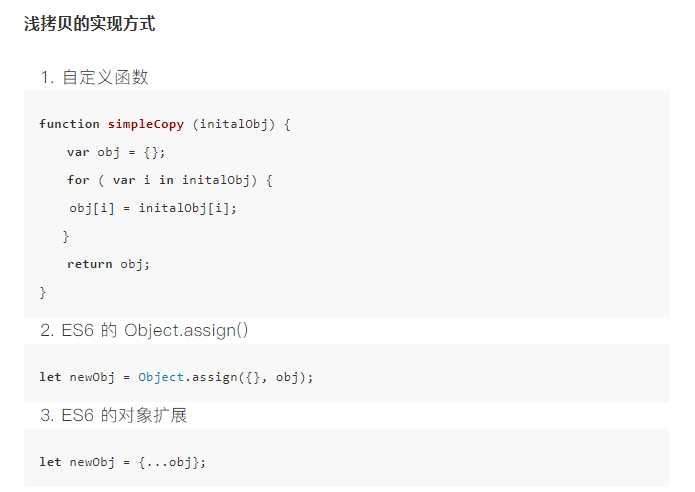 浅拷贝的实现方式
1. 自定义函数
function simpleCopy (initalObj) {
var obj = {};
for ( var i in initalObj) {
obj[i] = initalObj[i];
}
return obj;
}
2. ES6 的 Object.assign()
let newObj = Object.assign({}, obj);
3. ES6 的对象扩展
let newObj = {...obj};